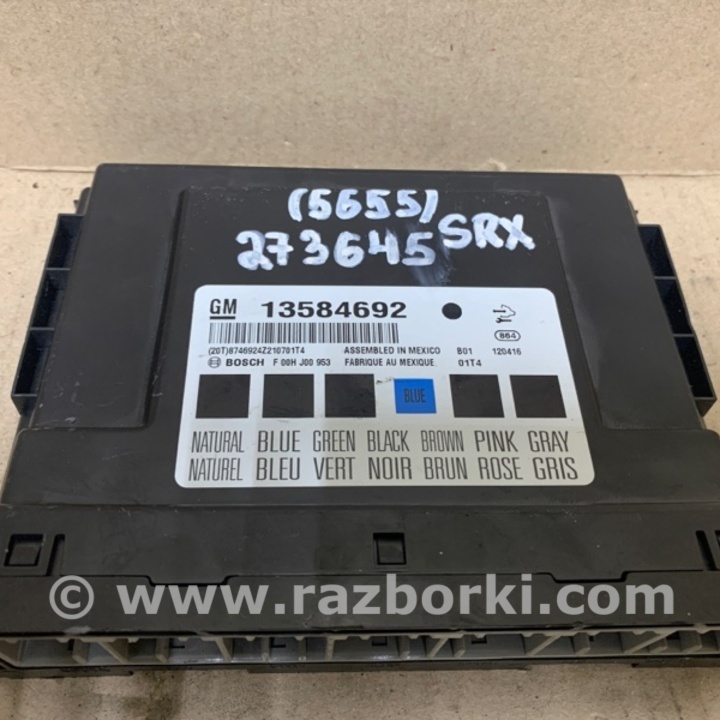 (5655)
273645 SRX
GM 13584692
864
(20T)8746924Z210701T4 ASSEMBLED IN MEXICO B01 120416
BOSCH F 00H J00 953 FABRIQUE AU MEXIQUE 01T4
BLUE
NATURAL BLUE GREEN BLACK BROWN PINK GRAY
NATUREL BLEU VERT NOIR BRUN ROSE GRIS
© www.razborki.com